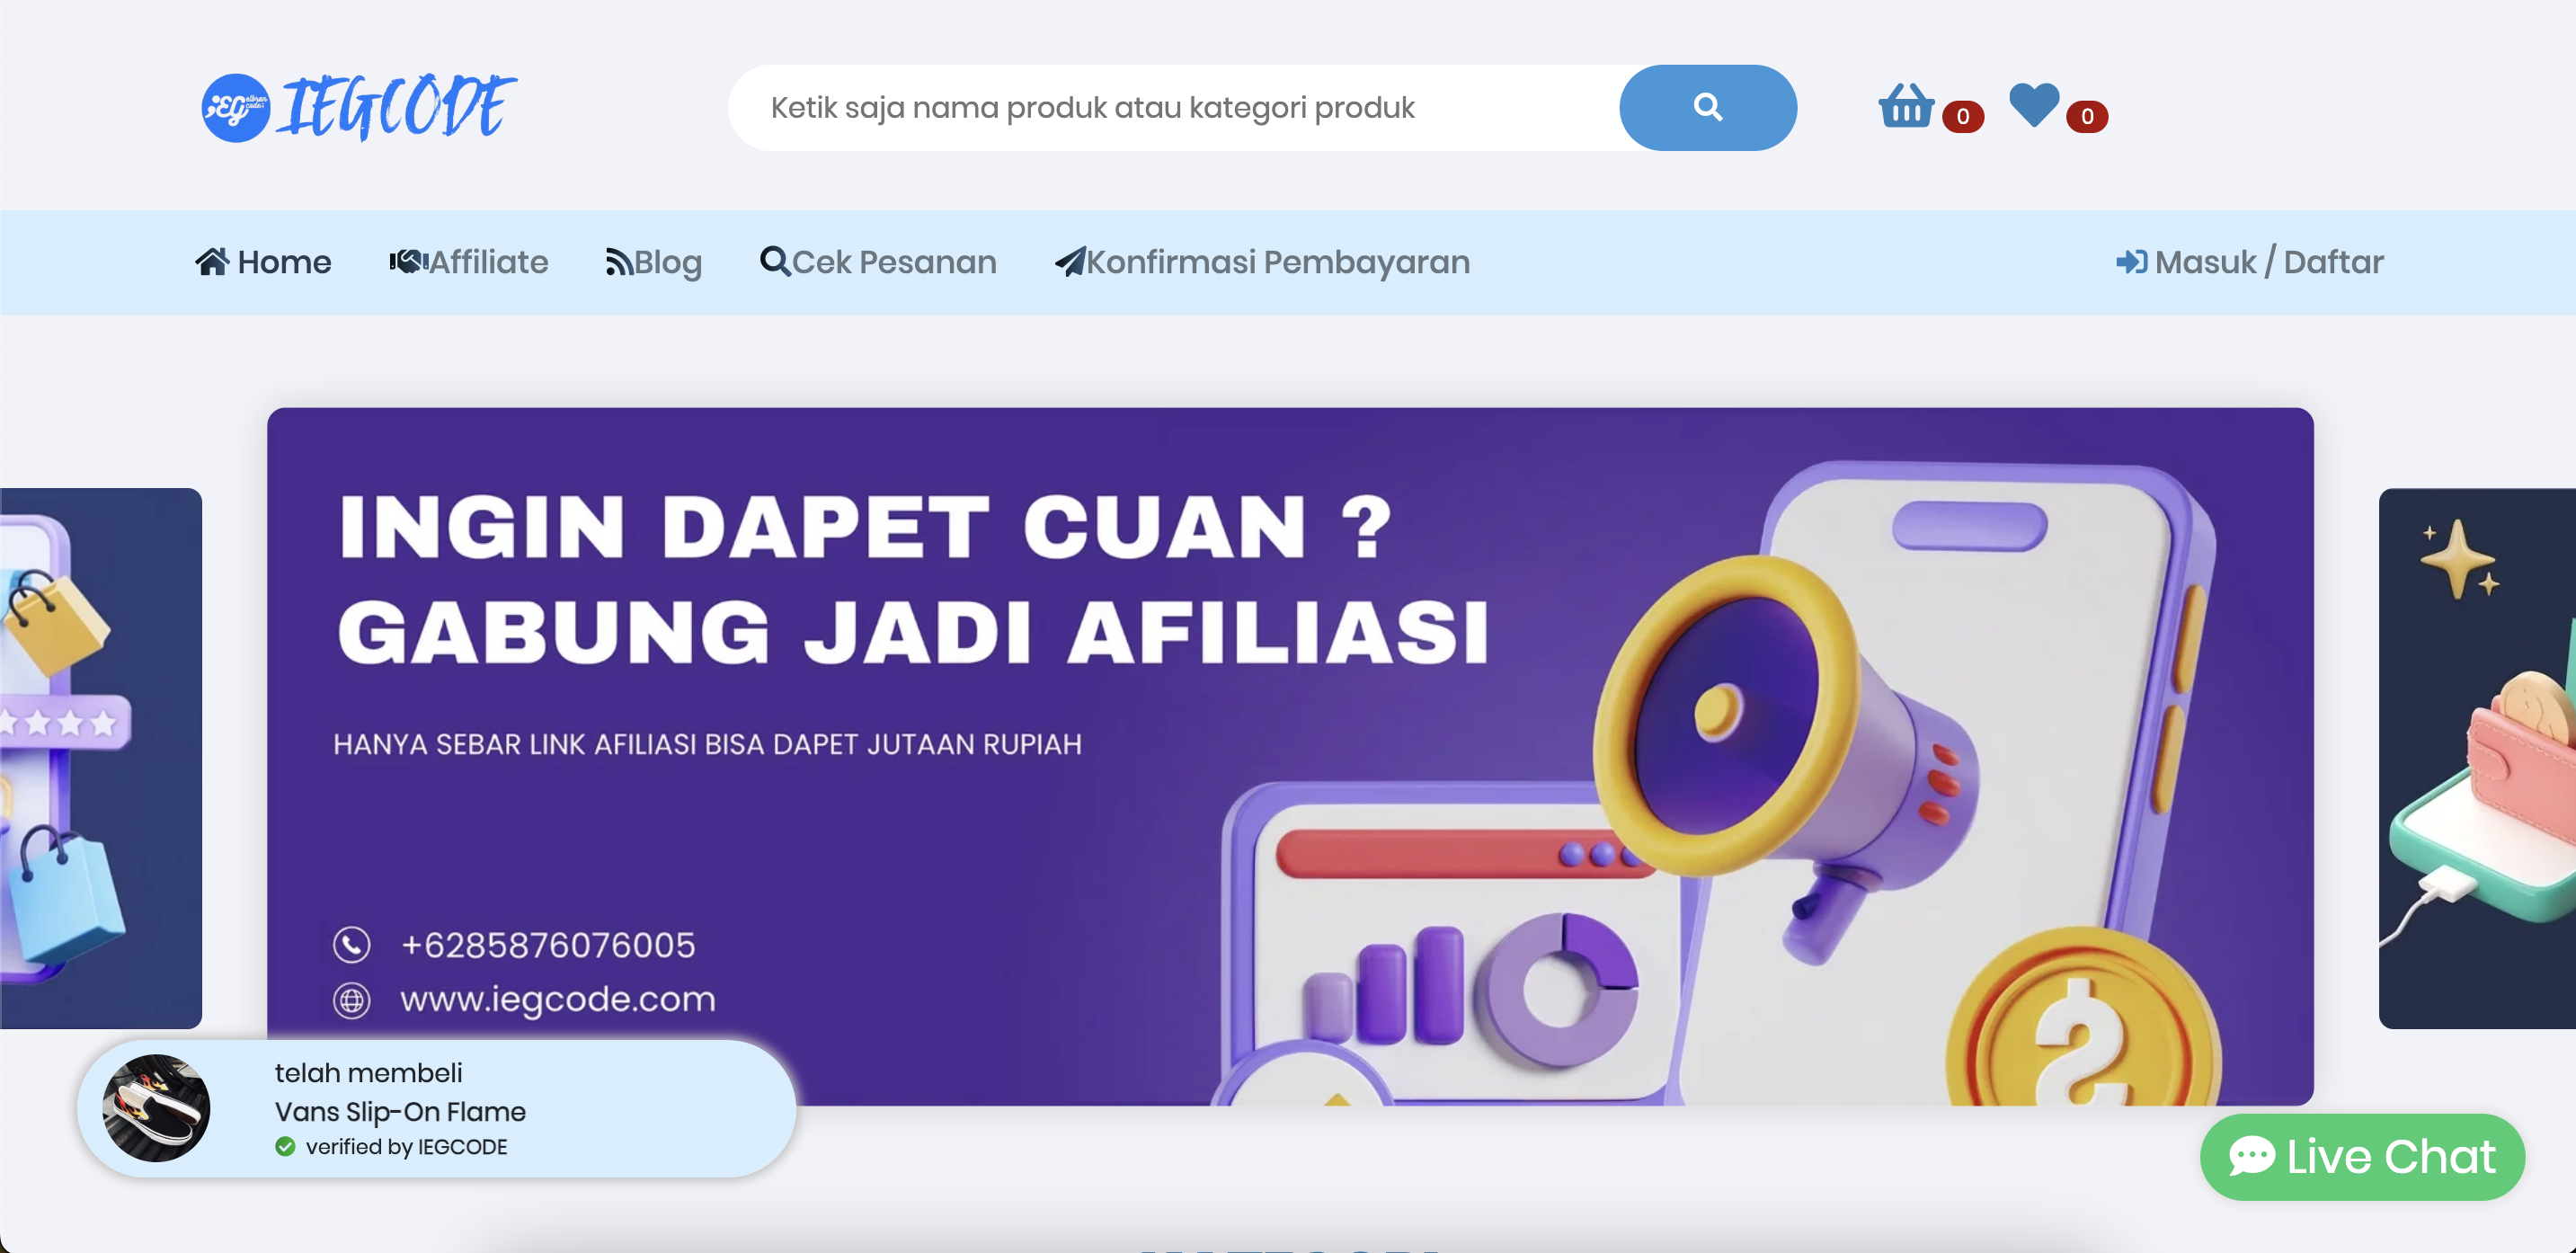 IEGCODE
Ketik saja nama produk atau kategori produk
0
0
Home
Affiliate
Blog
Cek Pesanan
Konfirmasi Pembayaran
Masuk / Daftar
INGIN DAPET CUAN ?
GABUNG JADI AFILIASI
HANYA SEBAR LINK AFILIASI BISA DAPET JUTAAN RUPIAH
+6285876076005
www.iegcode.com
telah membeli
Vans Slip-On Flame
verified by IEGCODE
Live Chat